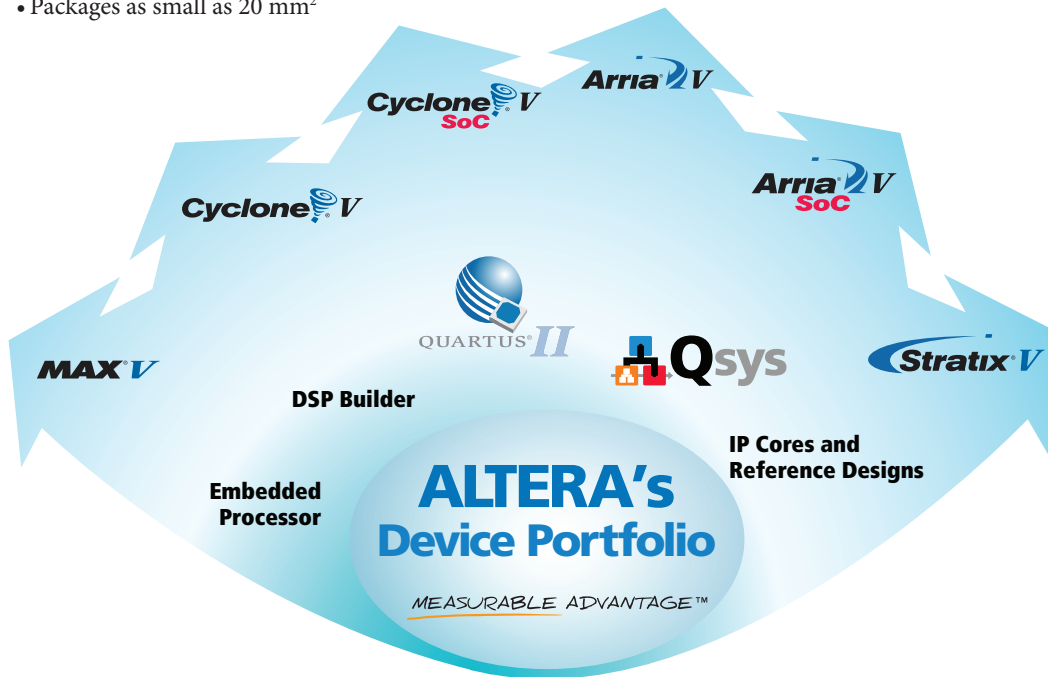 • Packages as small as 20 mm²
Arria® V
Cyclone® V
SoC
Arria® V
SoC
Cyclone® V
QUARTUS® II
Qsys
MAX® V
Stratix® V
DSP Builder
IP Cores and
Reference Designs
Embedded
Processor
ALTERA's
Device Portfolio
MEASURABLE ADVANTAGE™